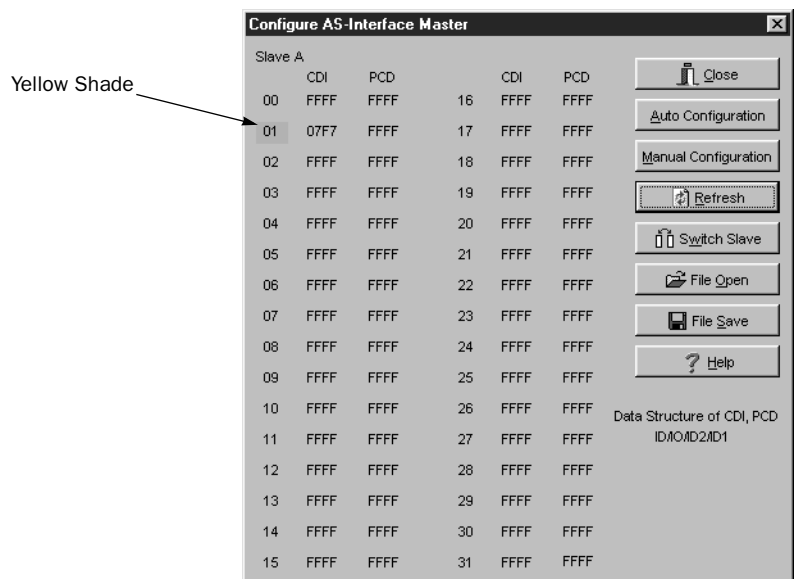 Configure AS-Interface Master
Slave A
CDI PCD CDI PCD
Yellow Shade
00 FFFF FFFF 16 FFFF FFFF
01 07F7 FFFF 17 FFFF FFFF
02 FFFF FFFF 18 FFFF FFFF
03 FFFF FFFF 19 FFFF FFFF
04 FFFF FFFF 20 FFFF FFFF
05 FFFF FFFF 21 FFFF FFFF
06 FFFF FFFF 22 FFFF FFFF
07 FFFF FFFF 23 FFFF FFFF
08 FFFF FFFF 24 FFFF FFFF
09 FFFF FFFF 25 FFFF FFFF
10 FFFF FFFF 26 FFFF FFFF
11 FFFF FFFF 27 FFFF FFFF
12 FFFF FFFF 28 FFFF FFFF
13 FFFF FFFF 29 FFFF FFFF
14 FFFF FFFF 30 FFFF FFFF
15 FFFF FFFF 31 FFFF FFFF
Close
Auto Configuration
Manual Configuration
Refresh
Switch Slave
File Open
File Save
Help
Data Structure of CDI, PCD
ID/IO/ID2/ID1